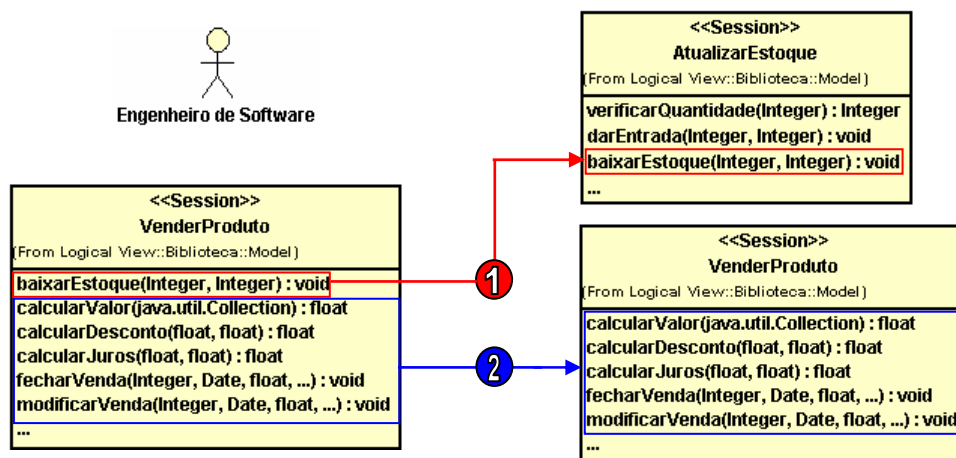 Engenheiro de Software
<<Session>>
AtualizarEstoque
(From Logical View::Biblioteca::Model)
verificarQuantidade(Integer) : Integer
darEntrada(Integer, Integer) : void
baixarEstoque(Integer, Integer) : void
...
<<Session>>
VenderProduto
(From Logical View::Biblioteca::Model)
baixarEstoque(Integer, Integer) : void
calcularValor(java.util.Collection) : float
calcularDesconto(float, float) : float
calcularJuros(float, float) : float
fecharVenda(Integer, Date, float, ...) : void
modificarVenda(Integer, Date, float, ...) : void
...
1
2
<<Session>>
VenderProduto
(From Logical View::Biblioteca::Model)
calcularValor(java.util.Collection) : float
calcularDesconto(float, float) : float
calcularJuros(float, float) : float
fecharVenda(Integer, Date, float, ...) : void
modificarVenda(Integer, Date, float, ...) : void
...